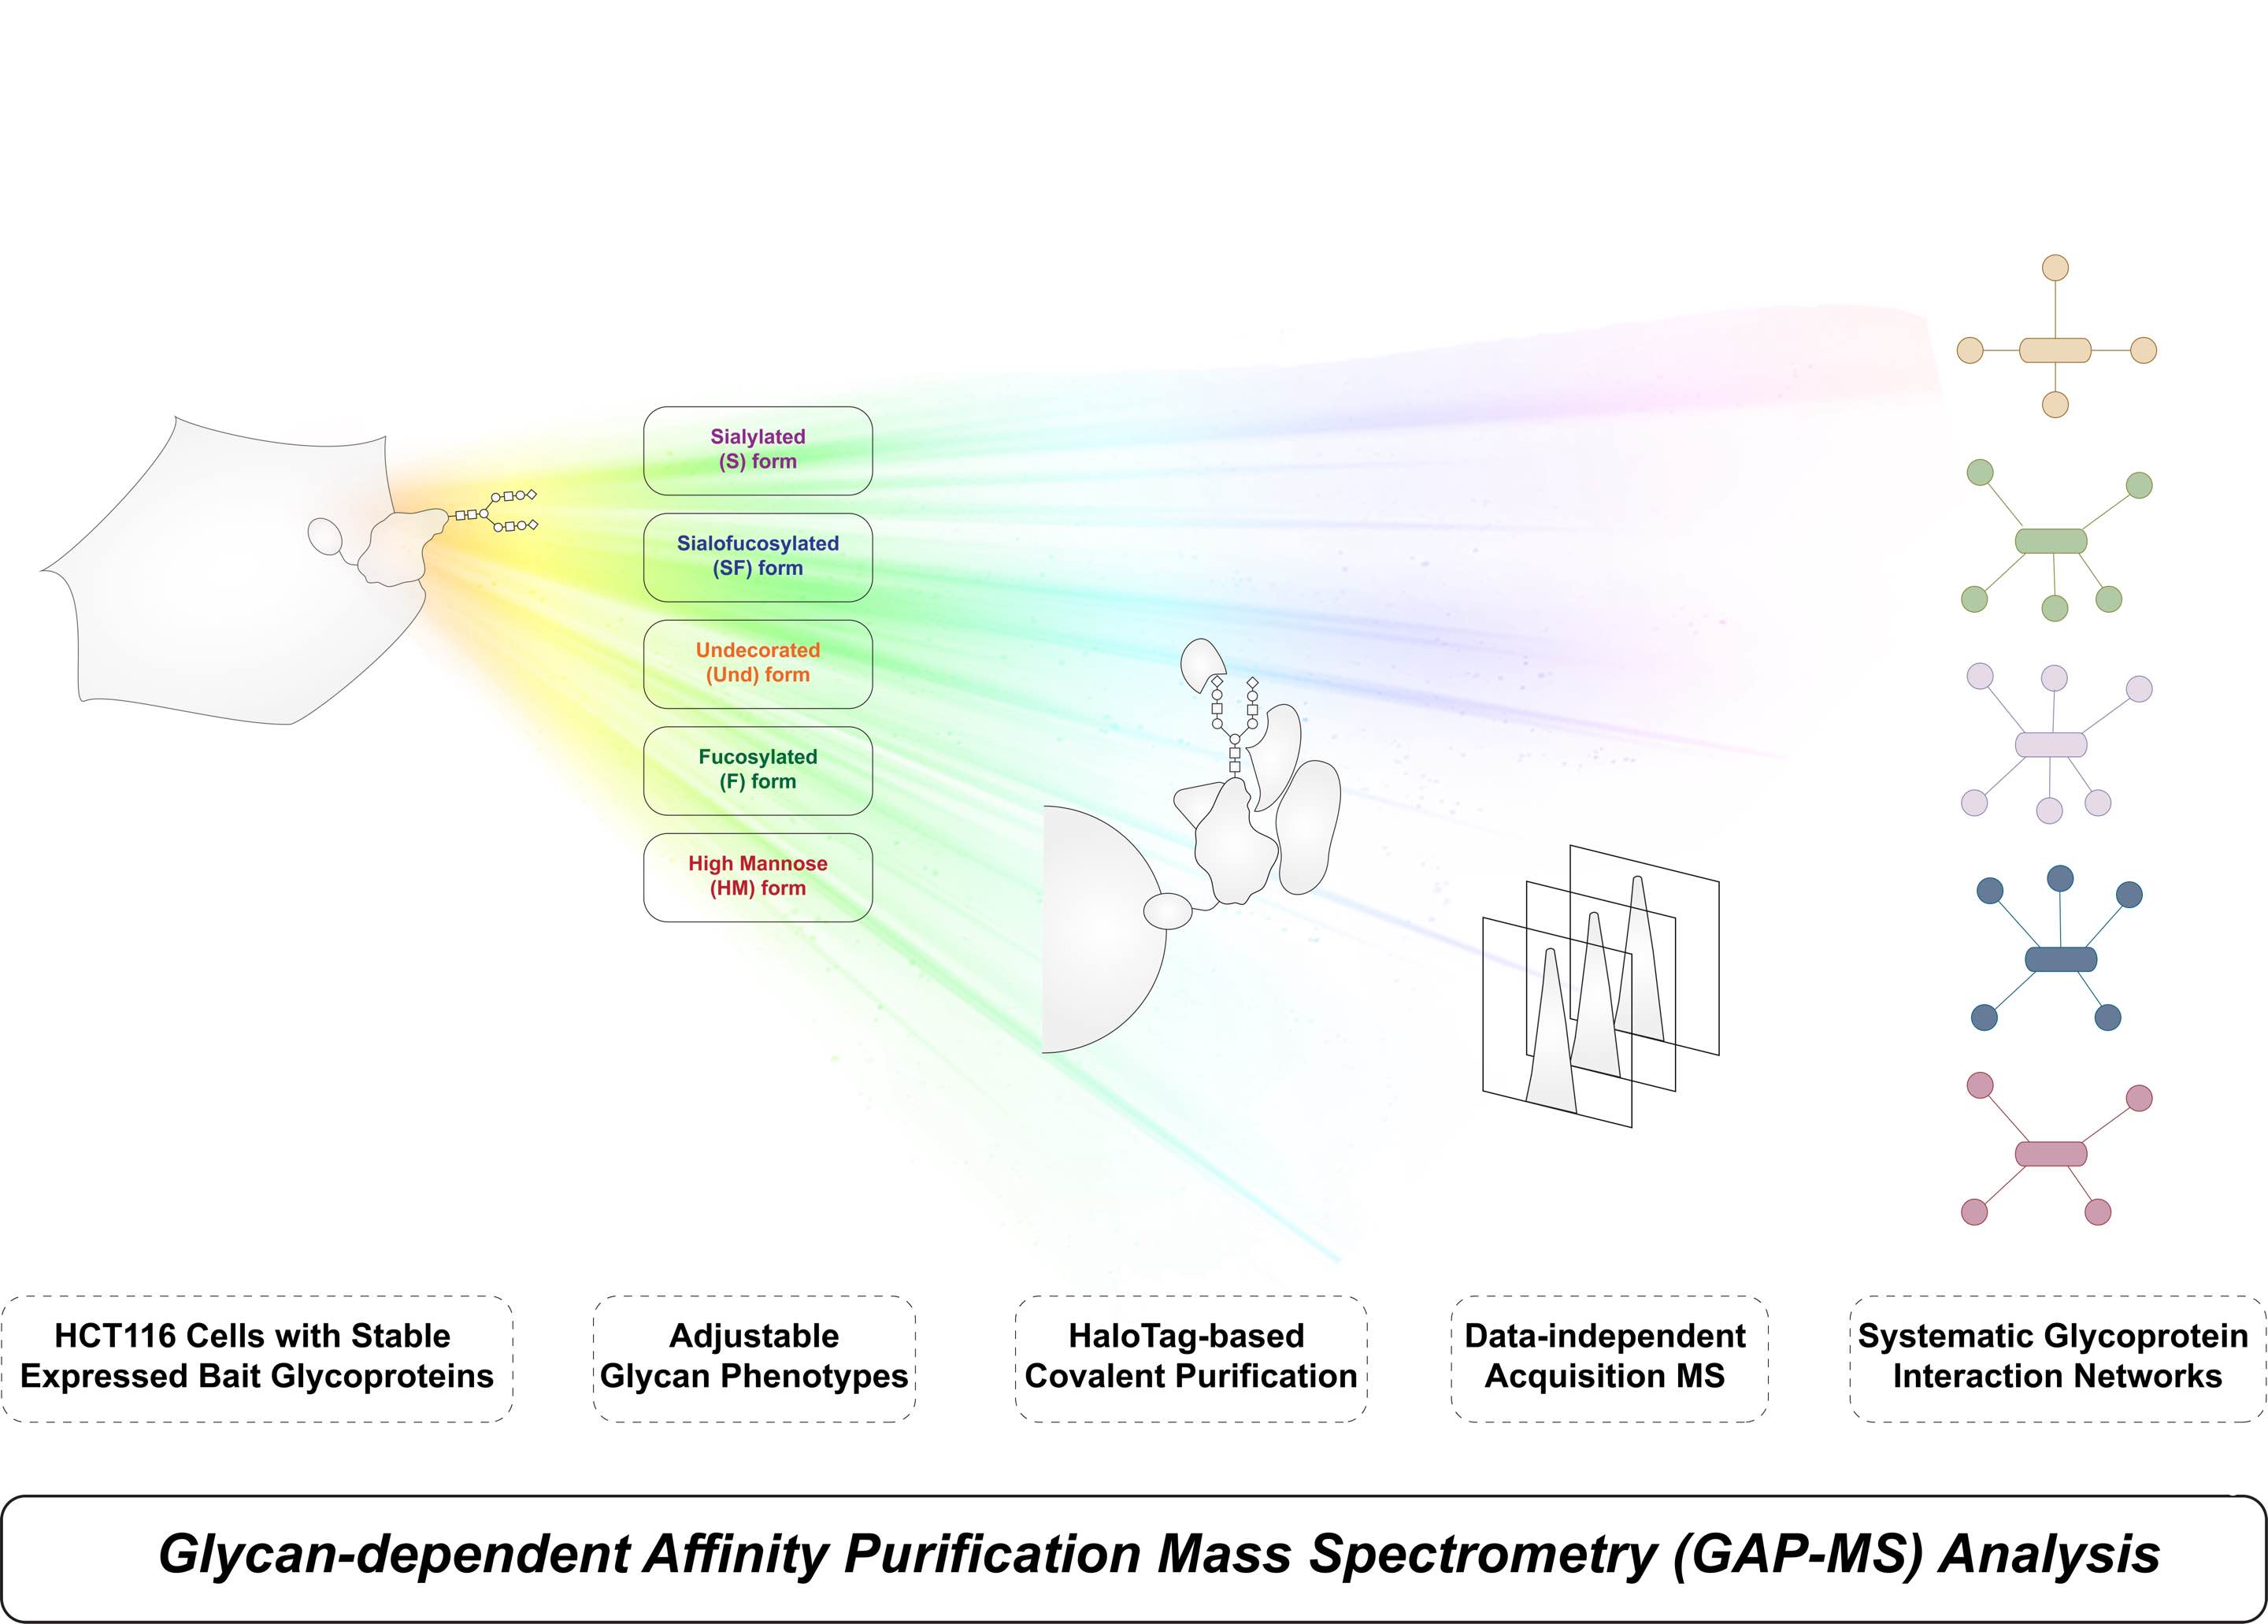 Sialylated
(S) form
Sialofucosylated
(SF) form
Undecorated
(Und) form
Fucosylated
(F) form
High Mannose
(HM) form
HCT116 Cells with Stable
Expressed Bait Glycoproteins
Adjustable
Glycan Phenotypes
HaloTag-based
Covalent Purification
Data-independent
Acquisition MS
Systematic Glycoprotein
Interaction Networks
Glycan-dependent Affinity Purification Mass Spectrometry (GAP-MS) Analysis